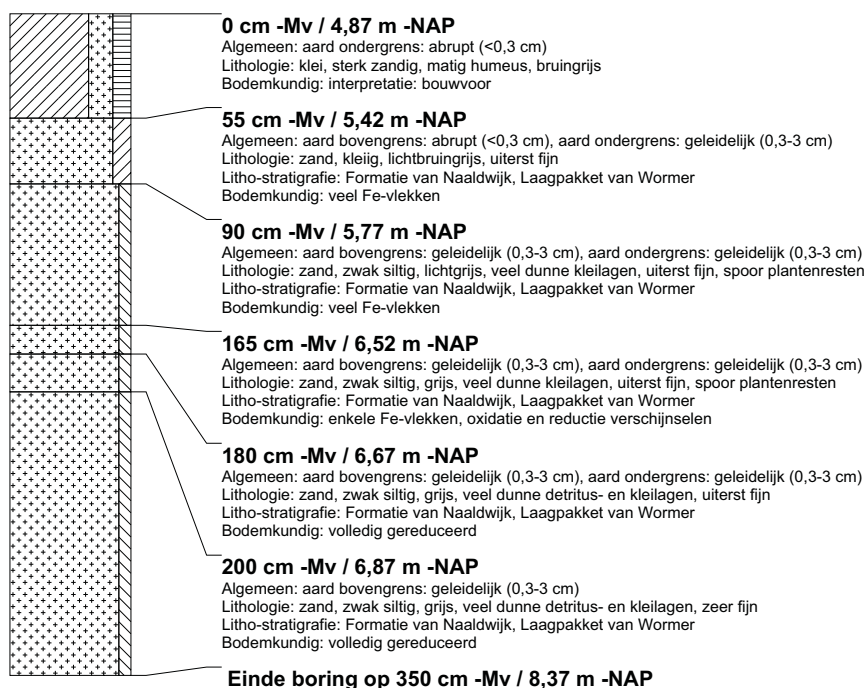 0 cm -Mv / 4,87 m -NAP
Algemeen: aard ondergrens: abrupt (<0,3 cm)
Lithologie: klei, sterk zandig, matig humeus, bruingrijs
Bodemkundig: interpretatie: bouwvoor
55 cm -Mv / 5,42 m -NAP
Algemeen: aard bovengrens: abrupt (<0,3 cm), aard ondergrens: geleidelijk (0,3-3 cm)
Lithologie: zand, kleiig, lichtbruingrijs, uiterst fijn
Litho-stratigrafie: Formatie van Naaldwijk, Laagpakket van Wormer
Bodemkundig: veel Fe-vlekken
90 cm -Mv / 5,77 m -NAP
Algemeen: aard bovengrens: geleidelijk (0,3-3 cm), aard ondergrens: geleidelijk (0,3-3 cm)
Lithologie: zand, zwak siltig, lichtgrijs, veel dunne kleilagen, uiterst fijn, spoor plantenresten
Litho-stratigrafie: Formatie van Naaldwijk, Laagpakket van Wormer
Bodemkundig: veel Fe-vlekken
165 cm -Mv / 6,52 m -NAP
Algemeen: aard bovengrens: geleidelijk (0,3-3 cm), aard ondergrens: geleidelijk (0,3-3 cm)
Lithologie: zand, zwak siltig, grijs, veel dunne kleilagen, uiterst fijn, spoor plantenresten
Litho-stratigrafie: Formatie van Naaldwijk, Laagpakket van Wormer
Bodemkundig: enkele Fe-vlekken, oxidatie en reductie verschijnselen
180 cm -Mv / 6,67 m -NAP
Algemeen: aard bovengrens: geleidelijk (0,3-3 cm), aard ondergrens: geleidelijk (0,3-3 cm)
Lithologie: zand, zwak siltig, grijs, veel dunne detritus- en kleilagen, uiterst fijn
Litho-stratigrafie: Formatie van Naaldwijk, Laagpakket van Wormer
Bodemkundig: volledig gereduceerd
200 cm -Mv / 6,87 m -NAP
Algemeen: aard bovengrens: geleidelijk (0,3-3 cm)
Lithologie: zand, zwak siltig, grijs, veel dunne detritus- en kleilagen, zeer fijn
Litho-stratigrafie: Formatie van Naaldwijk, Laagpakket van Wormer
Bodemkundig: volledig gereduceerd
Einde boring op 350 cm -Mv / 8,37 m -NAP